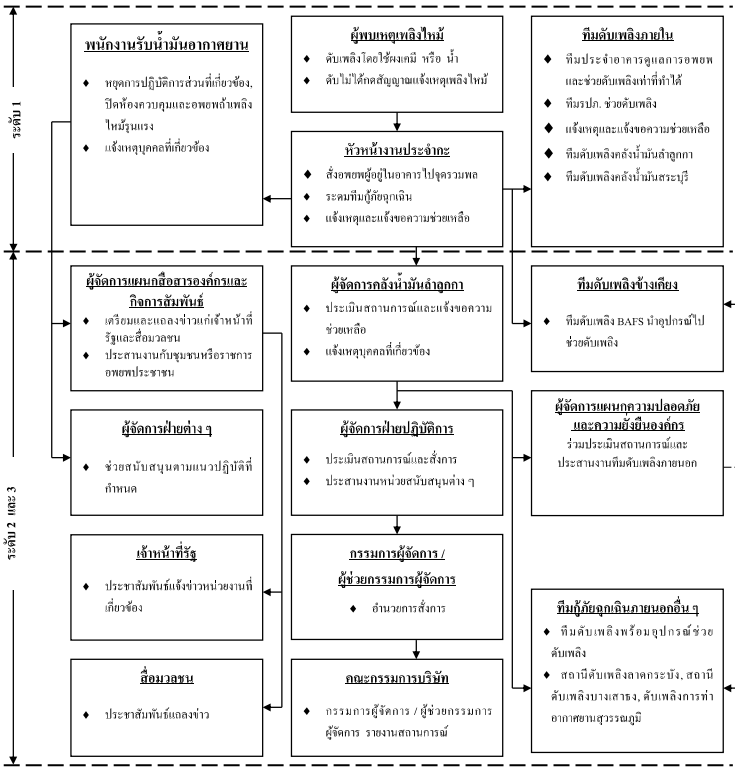 ระดับ 1
พนักงานรับน้ำมันอากาศยาน
♦ หยุดการปฏิบัติการส่วนที่เกี่ยวข้อง,
ปิดห้องควบคุมและอพยพถ้าเพลิง
ไหม้รุนแรง
♦ แจ้งเหตุบุคคลที่เกี่ยวข้อง
ผู้พบเหตุเพลิงไหม้
♦ ดับเพลิงโดยใช้ผงเคมี หรือ น้ำ
♦ ดับไม่ได้กดสัญญาณแจ้งเหตุเพลิงไหม้
หัวหน้างานประจำกะ
♦ สั่งอพยพผู้อยู่ในอาคารไปจุดรวมพล
♦ ระดมทีมกู้ภัยฉุกเฉิน
♦ แจ้งเหตุและแจ้งขอความช่วยเหลือ
ทีมดับเพลิงภายใน
♦ ทีมประจำอาคารดูแลการอพยพ
และช่วยดับเพลิงเท่าที่ทำได้
♦ ทีมรปภ. ช่วยดับเพลิง
♦ แจ้งเหตุและแจ้งขอความช่วยเหลือ
♦ ทีมดับเพลิงคลังน้ำมันลำลูกกา
♦ ทีมดับเพลิงคลังน้ำมันสระบุรี
ระดับ 2 และ 3
ผู้จัดการแผนกสื่อสารองค์กรและ
กิจการสัมพันธ์
♦ เตรียมและแถลงข่าวแก่เจ้าหน้าที่
รัฐและสื่อมวลชน
♦ ประสานงานกับชุมชนหรือราชการ
อพยพประชาชน
ผู้จัดการคลังน้ำมันลำลูกกา
♦ ประเมินสถานการณ์และแจ้งขอความ
ช่วยเหลือ
♦ แจ้งเหตุบุคคลที่เกี่ยวข้อง
ทีมดับเพลิงข้างเคียง
♦ ทีมดับเพลิง BAFS นำอุปกรณ์ไป
ช่วยดับเพลิง
ผู้จัดการฝ่ายต่าง ๆ
♦ ช่วยสนับสนุนตามแนวปฏิบัติที่
กำหนด
ผู้จัดการฝ่ายปฏิบัติการ
♦ ประเมินสถานการณ์และสั่งการ
♦ ประสานงานหน่วยสนับสนุนต่าง ๆ
ผู้จัดการแผนกความปลอดภัย
และความยั่งยืนองค์กร
ร่วมประเมินสถานการณ์และ
ประสานงานทีมดับเพลิงภายนอก
เจ้าหน้าที่รัฐ
♦ ประชาสัมพันธ์แจ้งข่าวหน่วยงานที่
เกี่ยวข้อง
กรรมการผู้จัดการ /
ผู้ช่วยกรรมการผู้จัดการ
♦ อำนวยการสั่งการ
ทีมกู้ภัยฉุกเฉินภายนอกอื่น ๆ
♦ ทีมดับเพลิงพร้อมอุปกรณ์ช่วย
ดับเพลิง
♦ สถานีดับเพลิงลาดกระบัง, สถานี
ดับเพลิงบางเสาธง, ดับเพลิงการท่า
อากาศยานสุวรรณภูมิ
สื่อมวลชน
♦ ประชาสัมพันธ์แถลงข่าว
คณะกรรมการบริษัท
♦ กรรมการผู้จัดการ / ผู้ช่วยกรรมการ
ผู้จัดการ รายงานสถานการณ์